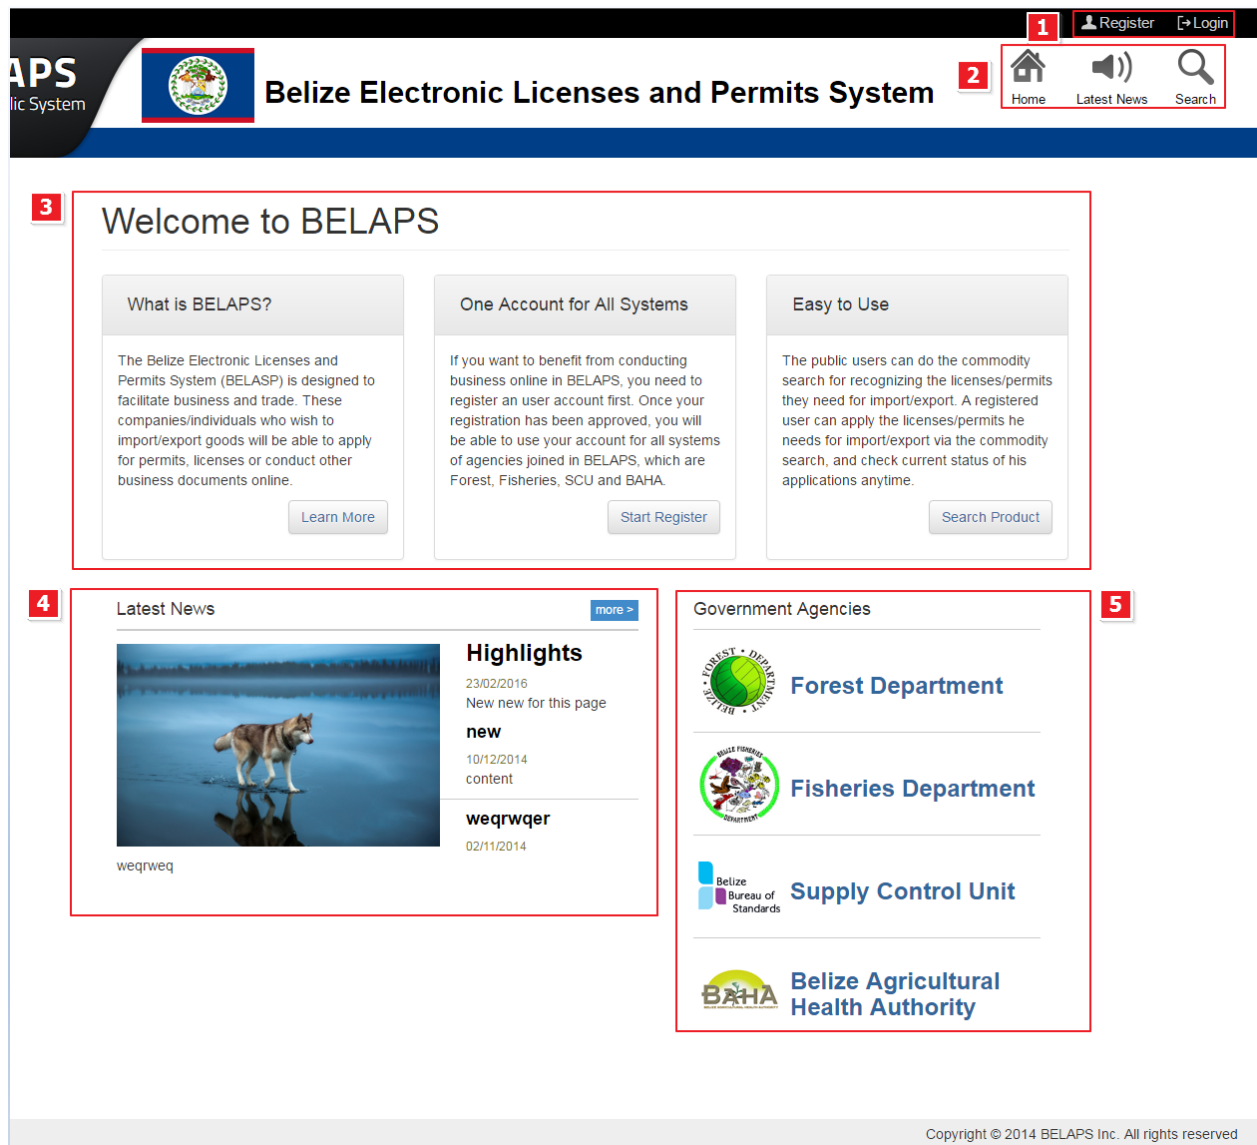 1
Register Login
APS
lic System
Belize Electronic Licenses and Permits System
2
Home Latest News Search
3
Welcome to BELAPS
What is BELAPS?
The Belize Electronic Licenses and
Permits System (BELASP) is designed to
facilitate business and trade. These
companies/individuals who wish to
import/export goods will be able to apply
for permits, licenses or conduct other
business documents online.
Learn More
One Account for All Systems
If you want to benefit from conducting
business online in BELAPS, you need to
register an user account first. Once your
registration has been approved, you will
be able to use your account for all systems
of agencies joined in BELAPS, which are
Forest, Fisheries, SCU and BAHA.
Start Register
Easy to Use
The public users can do the commodity
search for recognizing the licenses/permits
they need for import/export. A registered
user can apply the licenses/permits he
needs for import/export via the commodity
search, and check current status of his
applications anytime.
Search Product
4
Latest News
more >
Highlights
23/02/2016
New new for this page
new
10/12/2014
content
weqrwqer
02/11/2014
weqrweq
5
Government Agencies
BELIZE • FOREST • DEPARTMENT •
Forest Department
BELIZE FISHERIES
DEPARTMENT
Fisheries Department
Belize
Bureau of
Standards
Supply Control Unit
BAHA
BELIZE AGRICULTURAL HEALTH AUTHORITY
Belize Agricultural
Health Authority
Copyright © 2014 BELAPS Inc. All rights reserved